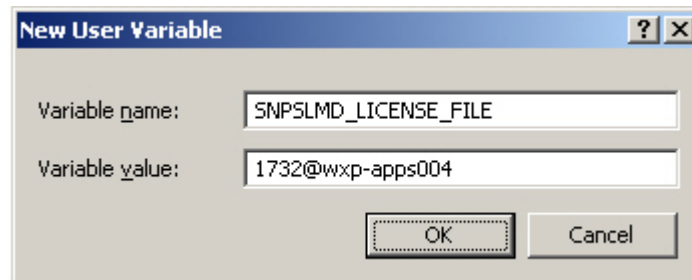 New User Variable
Variable name: SNPSLMD_LICENSE_FILE
Variable value: 1732@wxp-apps004
OK Cancel